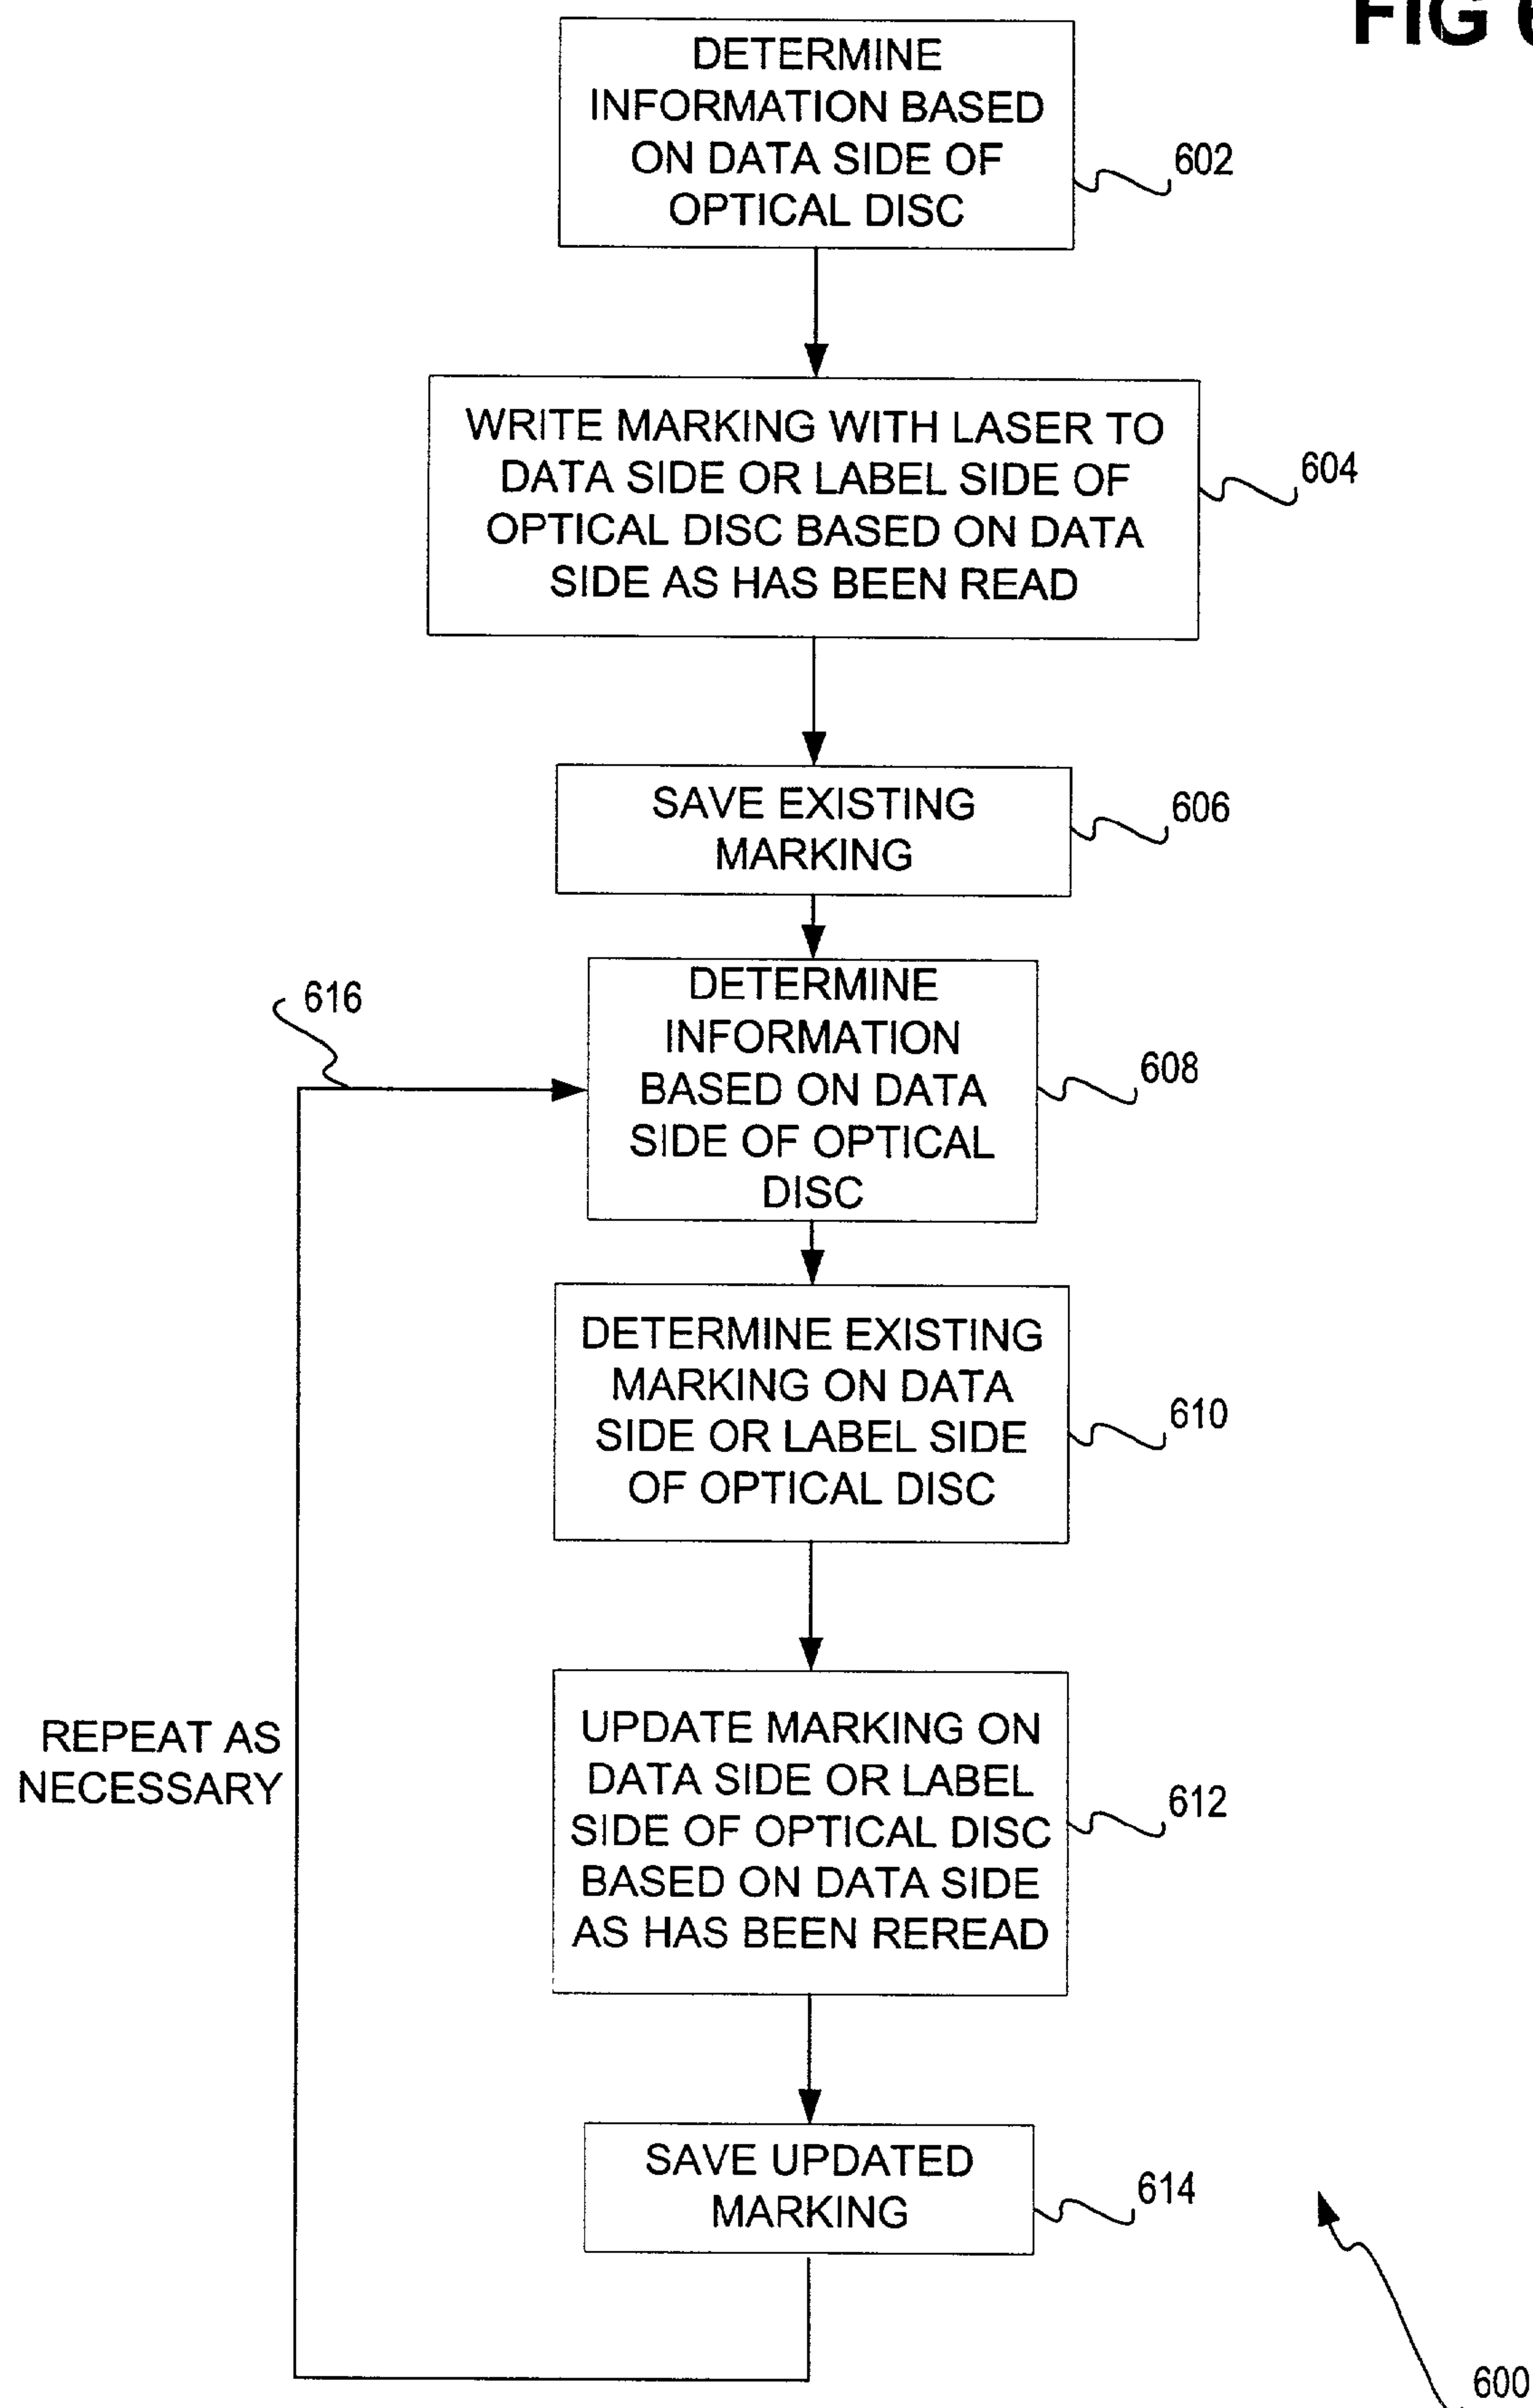 FIG 6
DETERMINE
INFORMATION BASED
ON DATA SIDE OF
OPTICAL DISC
602
WRITE MARKING WITH LASER TO
DATA SIDE OR LABEL SIDE OF
OPTICAL DISC BASED ON DATA
SIDE AS HAS BEEN READ
604
SAVE EXISTING
MARKING
606
616
DETERMINE
INFORMATION
BASED ON DATA
SIDE OF OPTICAL
DISC
608
DETERMINE EXISTING
MARKING ON DATA
SIDE OR LABEL SIDE
OF OPTICAL DISC
610
REPEAT AS
NECESSARY
UPDATE MARKING ON
DATA SIDE OR LABEL
SIDE OF OPTICAL DISC
BASED ON DATA SIDE
AS HAS BEEN REREAD
612
SAVE UPDATED
MARKING
614
600